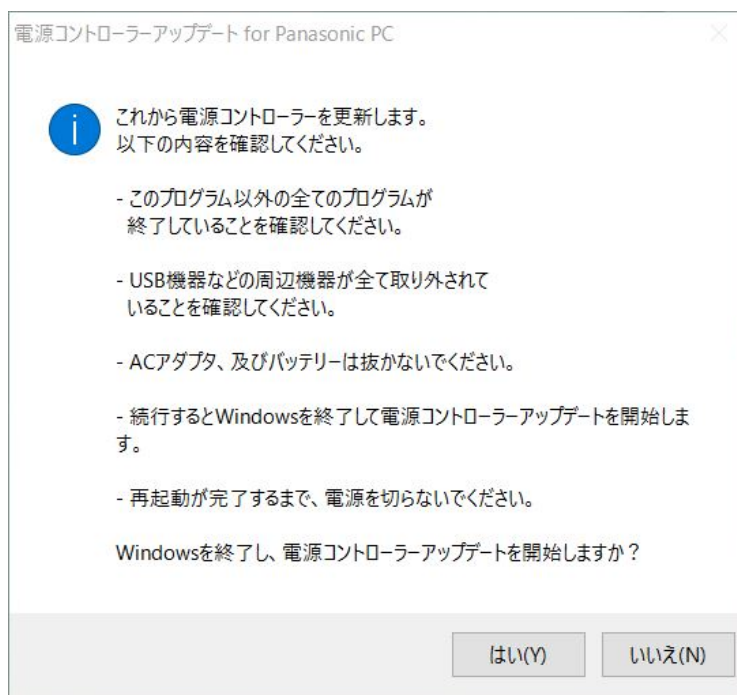 電源コントローラーアップデート for Panasonic PC
これから電源コントローラーを更新します。
以下の内容を確認してください。
- このプログラム以外の全てのプログラムが
終了していることを確認してください。
- USB機器などの周辺機器が全て取り外されて
いることを確認してください。
- ACアダプタ、及びバッテリーは抜かないでください。
- 続行するとWindowsを終了して電源コントローラーアップデートを開始しま
す。
- 再起動が完了するまで、電源を切らないでください。
Windowsを終了し、電源コントローラーアップデートを開始しますか？
はい(Y)
いいえ(N)